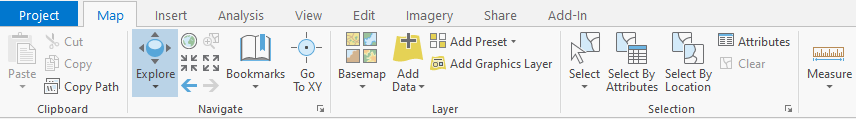 Project Map Insert Analysis View Edit Imagery Share Add-In
Paste
Cut
Copy
Copy Path
Clipboard
Explore
Bookmarks
Go
To XY
Navigate
Basemap
Add
Data
Add Preset
Add Graphics Layer
Layer
Select
Select By
Attributes
Select By
Location
Attributes
Clear
Selection
Measure